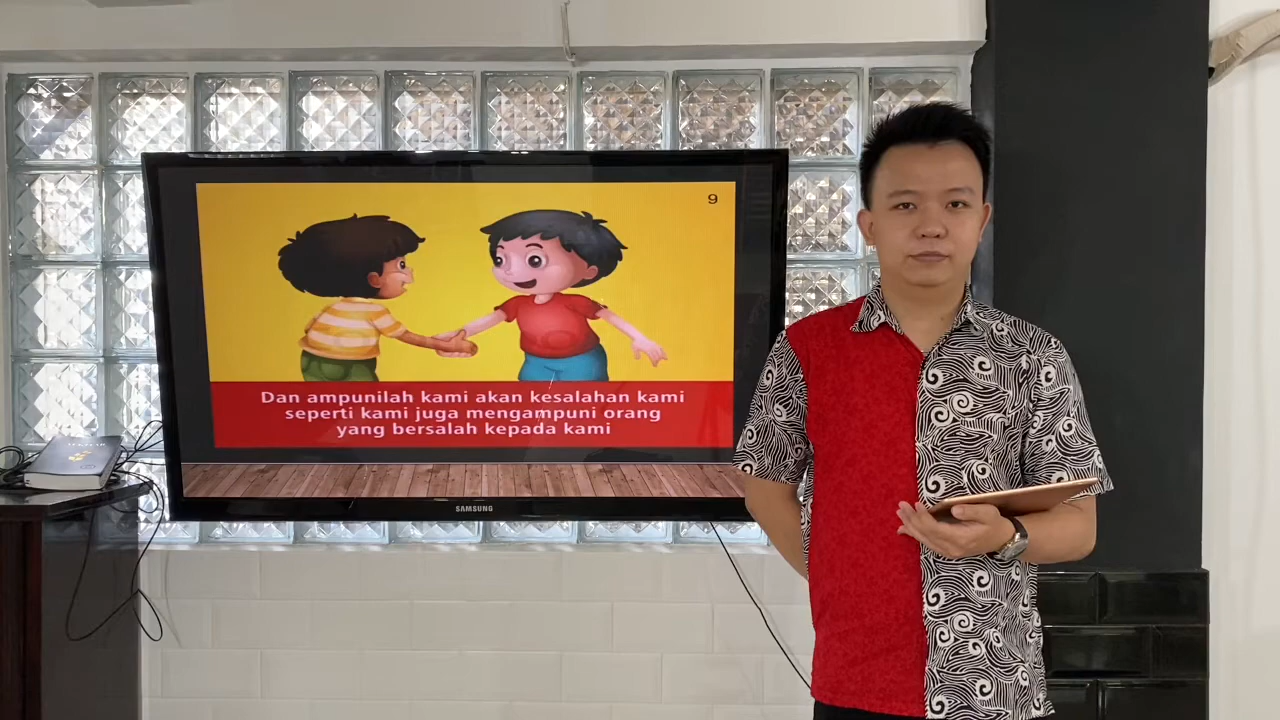 9
Dan ampunilah kami akan kesalahan kami
seperti kami juga mengampuni orang
yang bersalah kepada kami
SAMSUNG